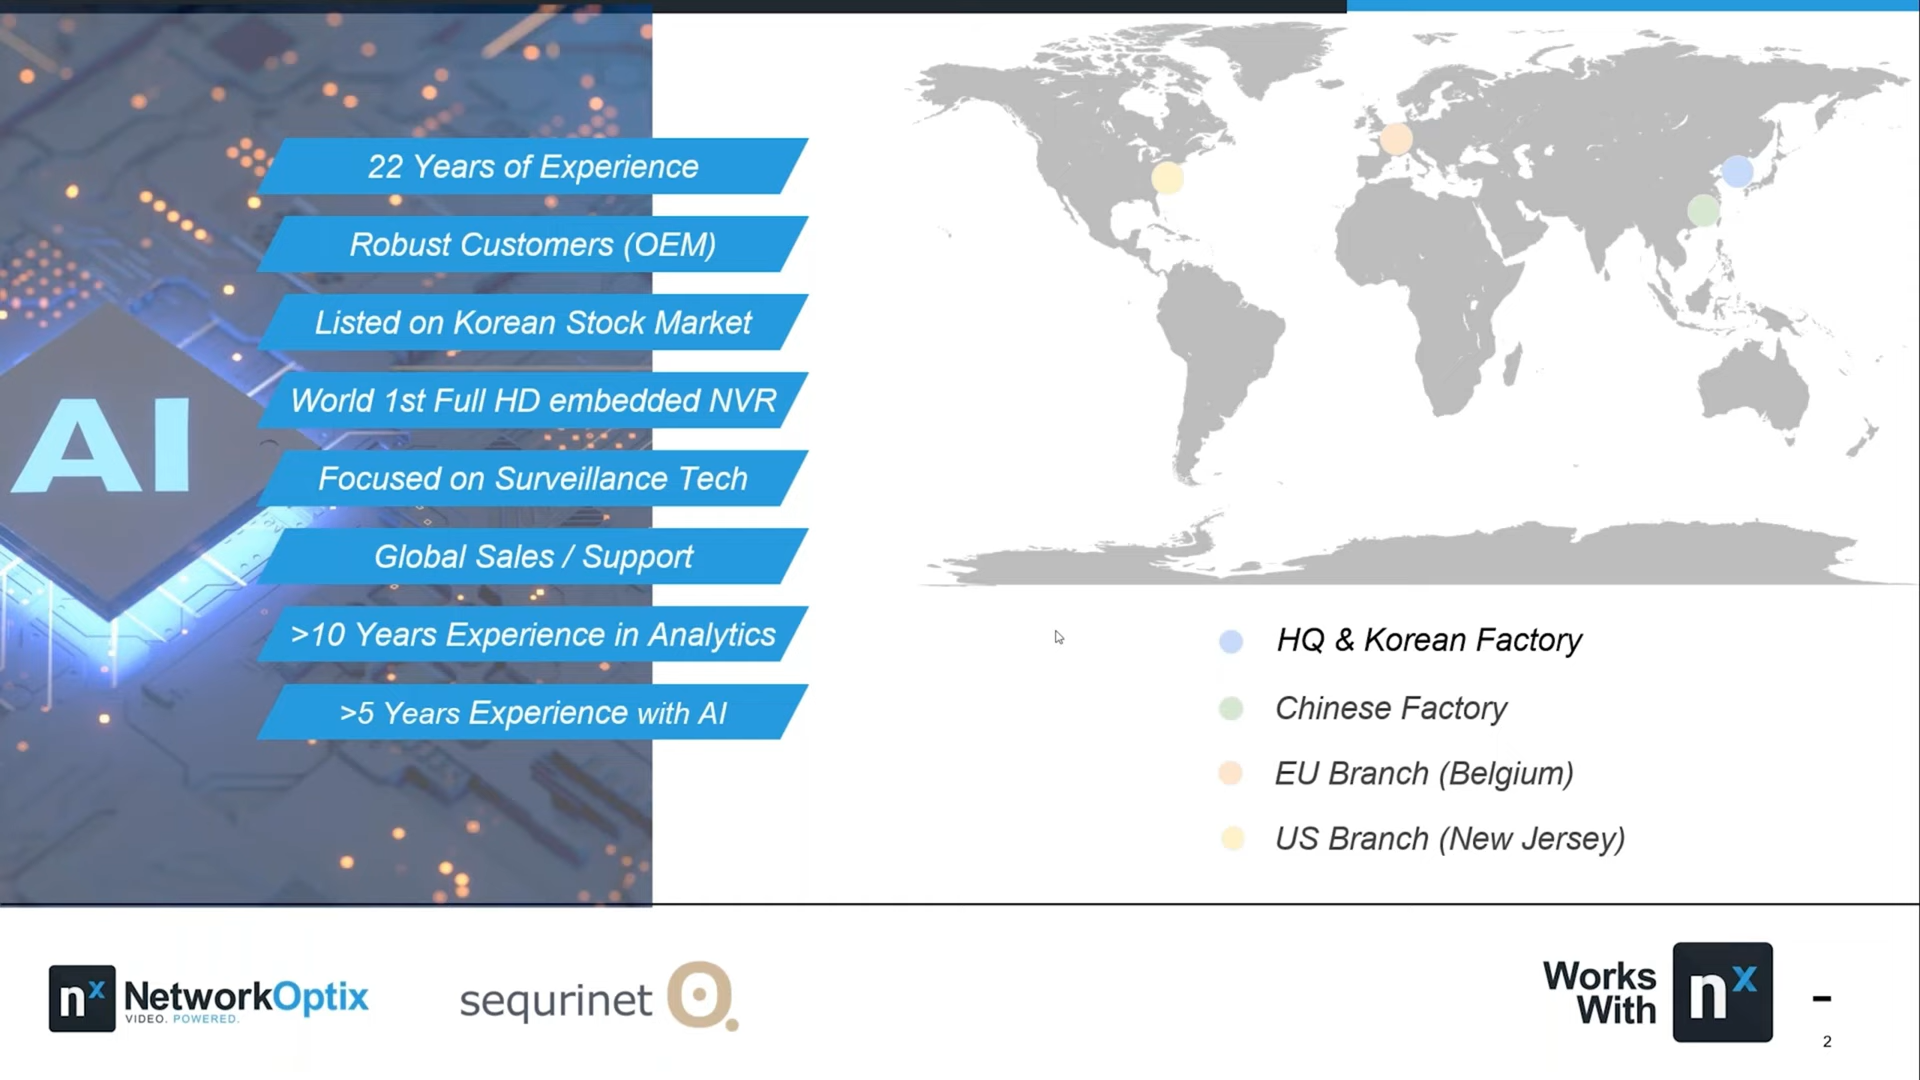 22 Years of Experience
Robust Customers (OEM)
Listed on Korean Stock Market
World 1st Full HD embedded NVR
Focused on Surveillance Tech
Global Sales / Support
>10 Years Experience in Analytics
>5 Years Experience with AI
AI
HQ & Korean Factory
Chinese Factory
EU Branch (Belgium)
US Branch (New Jersey)
nx NetworkOptix
VIDEO. POWERED.
sequrinet
Works
With
nx
2